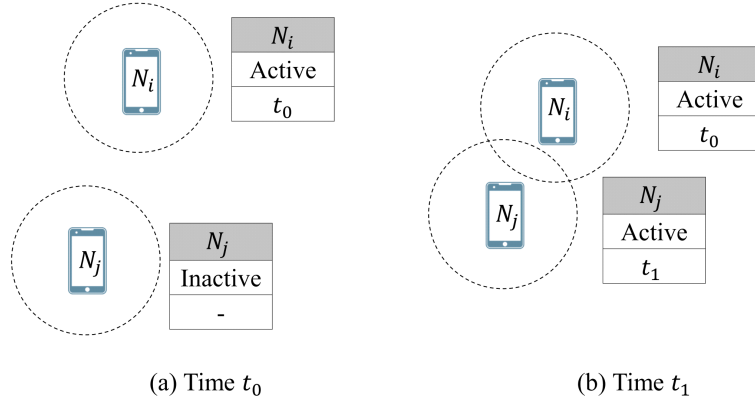 N_i
N_i
Active
t_0
N_j
N_j
Inactive
-
(a) Time t_0
N_i
N_i
Active
t_0
N_j
N_j
Active
t_1
(b) Time t_1